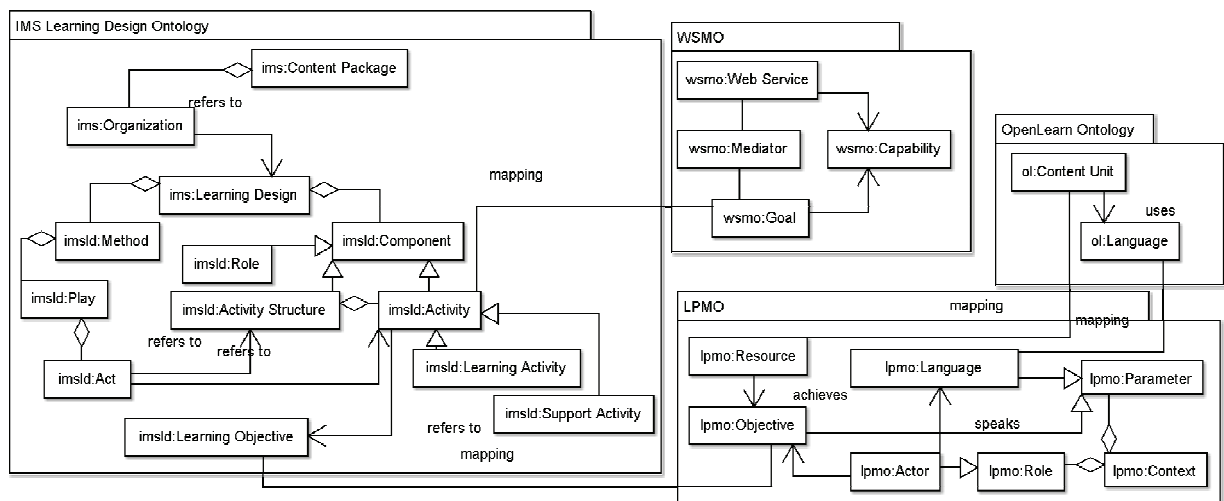 IMS Learning Design Ontology
ims:Content Package
refers to
ims:Organization
ims:Learning Design
imsld:Method
imsld:Component
imsld:Role
imsld:Play
imsld:Activity Structure
imsld:Activity
refers to
refers to
imsld:Act
imsld:Learning Activity
imsld:Support Activity
imsld:Learning Objective
refers to
mapping
mapping
WSMO
wsmo:Web Service
wsmo:Mediator
wsmo:Capability
wsmo:Goal
OpenLearn Ontology
ol:Content Unit
uses
ol:Language
mapping
mapping
LPMO
lpmo:Resource
lpmo:Language
lpmo:Parameter
achieves
lpmo:Objective
speaks
lpmo:Actor
lpmo:Role
lpmo:Context